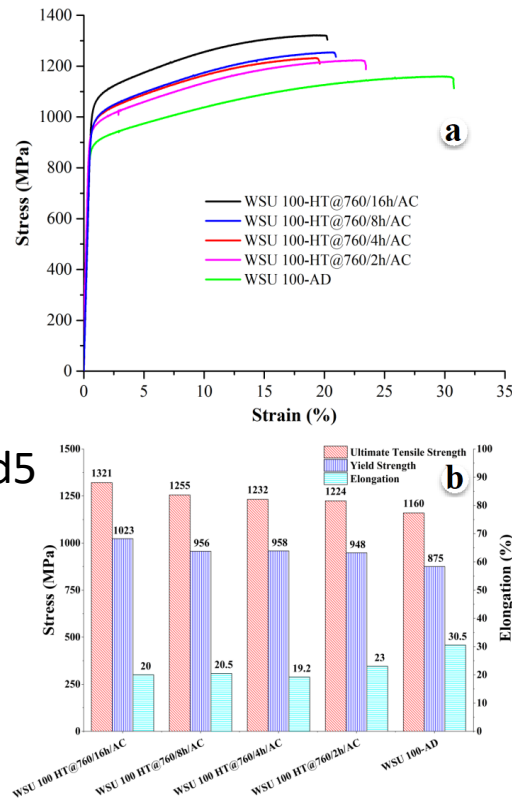 1400
1200
1000
800
600
400
200
0
Stress (MPa)
a
WSU 100-HT@760/16h/AC
WSU 100-HT@760/8h/AC
WSU 100-HT@760/4h/AC
WSU 100-HT@760/2h/AC
WSU 100-AD
0 5 10 15 20 25 30 35
Strain (%)
d5
1500
1250
1000
750
500
250
0
Stress (MPa)
Ultimate Tensile Strength
Yield Strength
Elongation
b
1321 1255 1232 1224 1160
1023 956 958 948 875
20 20.5 19.2 23 30.5
100
90
80
70
60
50
40
30
20
10
0
Elongation (%)
WSU 100 HT@760/16h/AC
WSU 100 HT@760/8h/AC
WSU 100 HT@760/4h/AC
WSU 100 HT@760/2h/AC
WSU 100-AD